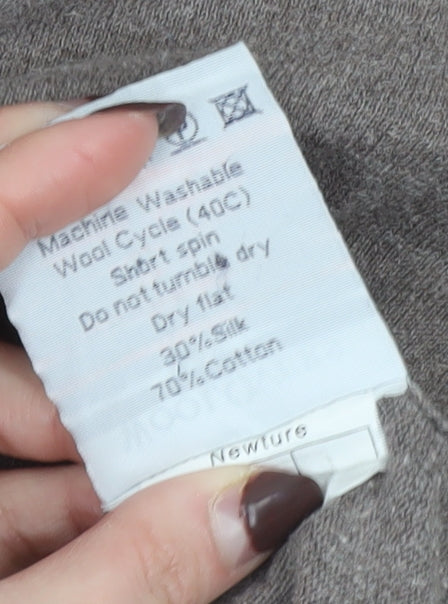 P
Machine Washable
Wool Cycle (40C)
Short spin
Do not tumble dry
Dry flat
30% Silk
70% Cotton
Newture